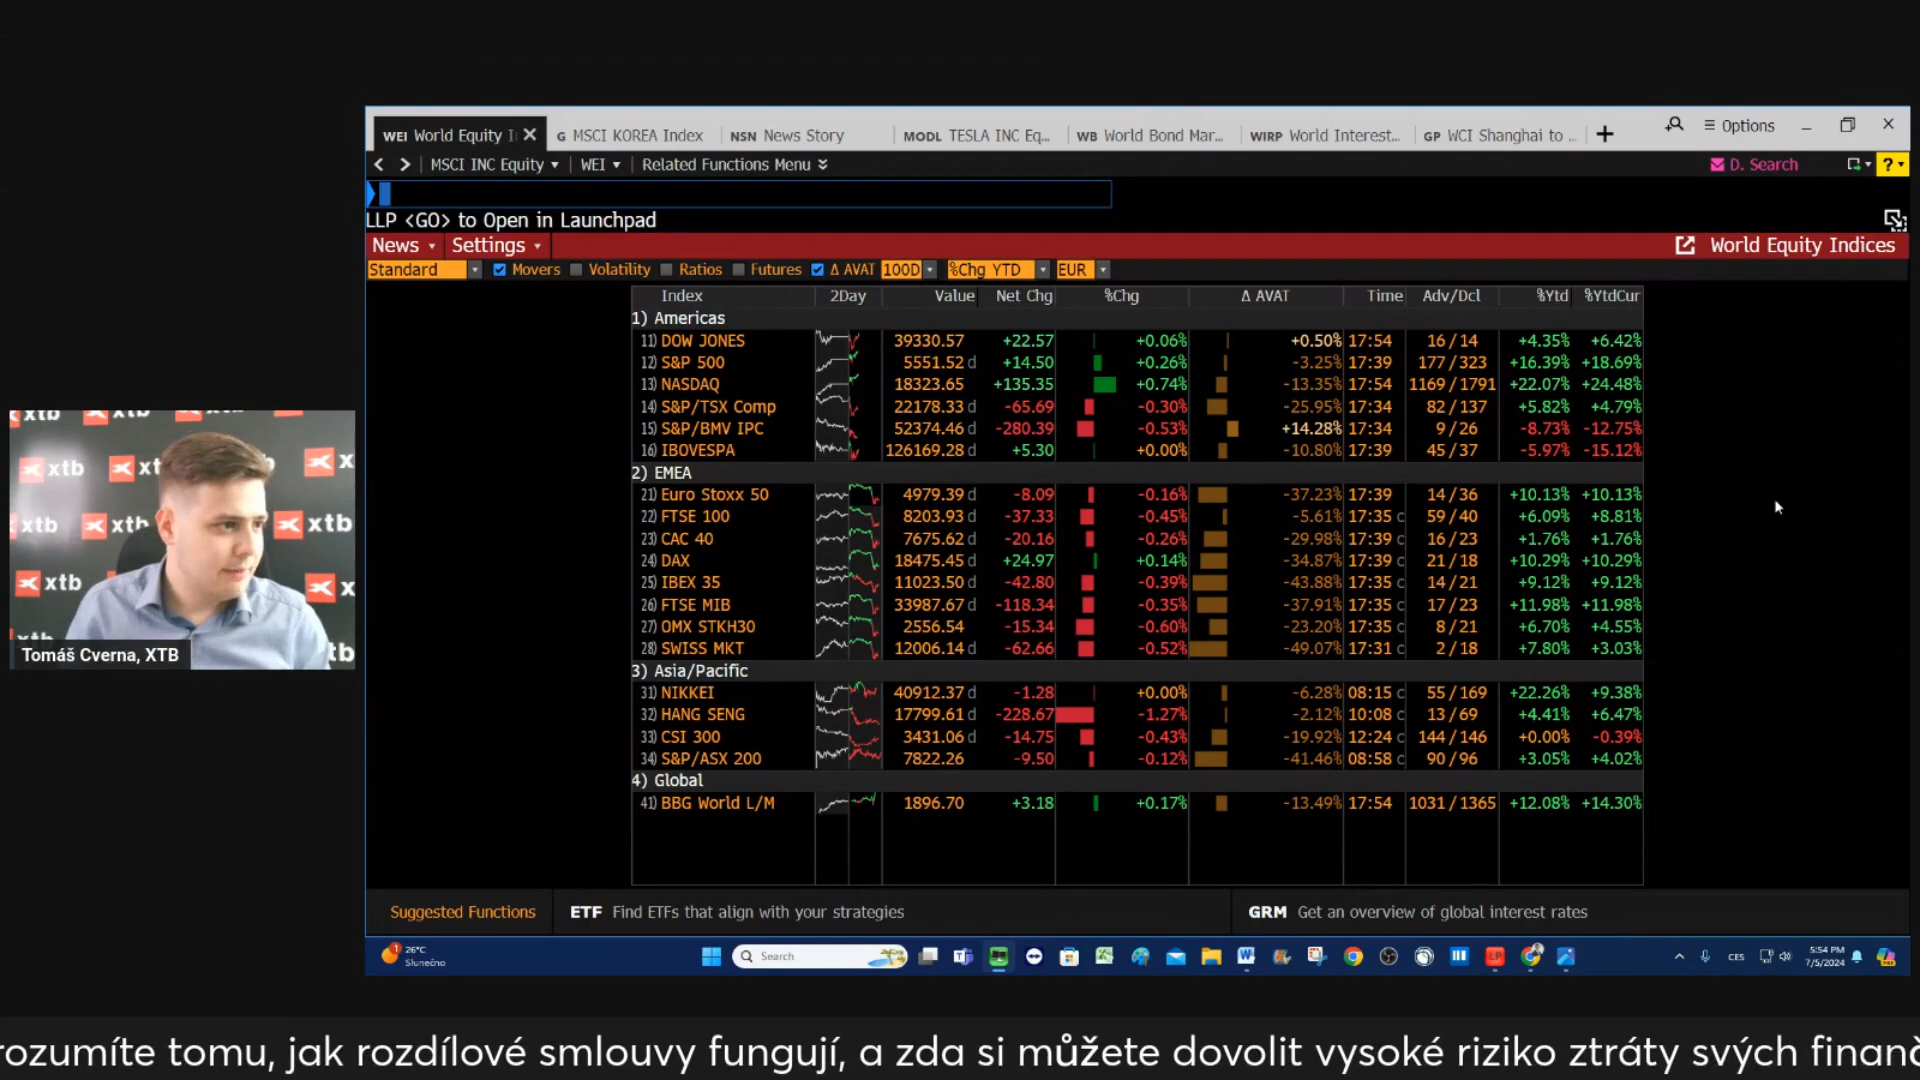 WEI World Equity I
G MSCI KOREA Index
NSN News Story
MODL TESLA INC Eq...
WB World Bond Mar...
WIRP World Interest...
GP WCI Shanghai to ...
Options
MSCI INC Equity
WEI
Related Functions Menu
D. Search
?
LLP <GO> to Open in Launchpad
News Settings World Equity Indices
Standard Movers Volatility Ratios Futures Δ AVAT 100D %Chg YTD EUR
Index 2Day Value Net Chg %Chg Δ AVAT Time Adv/Dcl %Ytd %YtdCur
1) Americas
11) DOW JONES 39330.57 +22.57 +0.06% +0.50% 17:54 16 / 14 +4.35% +6.42%
12) S&P 500 5551.52 d +14.50 +0.26% -3.25% 17:39 177 / 323 +16.39% +18.69%
13) NASDAQ 18323.65 +135.35 +0.74% -13.35% 17:54 1169 / 1791 +22.07% +24.48%
14) S&P/TSX Comp 22178.33 d -65.69 -0.30% -25.95% 17:34 82 / 137 +5.82% +4.79%
15) S&P/BMV IPC 52374.46 d -280.39 -0.53% +14.28% 17:34 9 / 26 -8.73% -12.75%
16) IBOVESPA 126169.28 d +5.30 +0.00% -10.80% 17:39 45 / 37 -5.97% -15.12%
2) EMEA
21) Euro Stoxx 50 4979.39 d -8.09 -0.16% -37.23% 17:39 14 / 36 +10.13% +10.13%
22) FTSE 100 8203.93 d -37.33 -0.45% -5.61% 17:35 c 59 / 40 +6.09% +8.81%
23) CAC 40 7675.62 d -20.16 -0.26% -29.98% 17:39 c 16 / 23 +1.76% +1.76%
24) DAX 18475.45 d +24.97 +0.14% -34.87% 17:39 c 21 / 18 +10.29% +10.29%
25) IBEX 35 11023.50 d -42.80 -0.39% -43.88% 17:35 c 14 / 21 +9.12% +9.12%
26) FTSE MIB 33987.67 d -118.34 -0.35% -37.91% 17:35 c 17 / 23 +11.98% +11.98%
27) OMX STKH30 2556.54 -15.34 -0.60% -23.20% 17:35 c 8 / 21 +6.70% +4.55%
28) SWISS MKT 12006.14 d -62.66 -0.52% -49.07% 17:31 c 2 / 18 +7.80% +3.03%
3) Asia/Pacific
31) NIKKEI 40912.37 d -1.28 +0.00% -6.28% 08:15 c 55 / 169 +22.26% +9.38%
32) HANG SENG 17799.61 d -228.67 -1.27% -2.12% 10:08 c 13 / 69 +4.41% +6.47%
33) CSI 300 3431.06 d -14.75 -0.43% -19.92% 12:24 c 144 / 146 +0.00% -0.39%
34) S&P/ASX 200 7822.26 -9.50 -0.12% -41.46% 08:58 c 90 / 96 +3.05% +4.02%
4) Global
41) BBG World L/M 1896.70 +3.18 +0.17% -13.49% 17:54 1031 / 1365 +12.08% +14.30%
xtb
xtb
xtb
xtb
xtb
Tomáš Cverna, XTB
Suggested Functions
ETF Find ETFs that align with your strategies
GRM Get an overview of global interest rates
1
26°C
Slunečno
Search
CES
5:54 PM
7/5/2024
rozumíte tomu, jak rozdílové smlouvy fungují, a zda si můžete dovolit vysoké riziko ztráty svých finanč